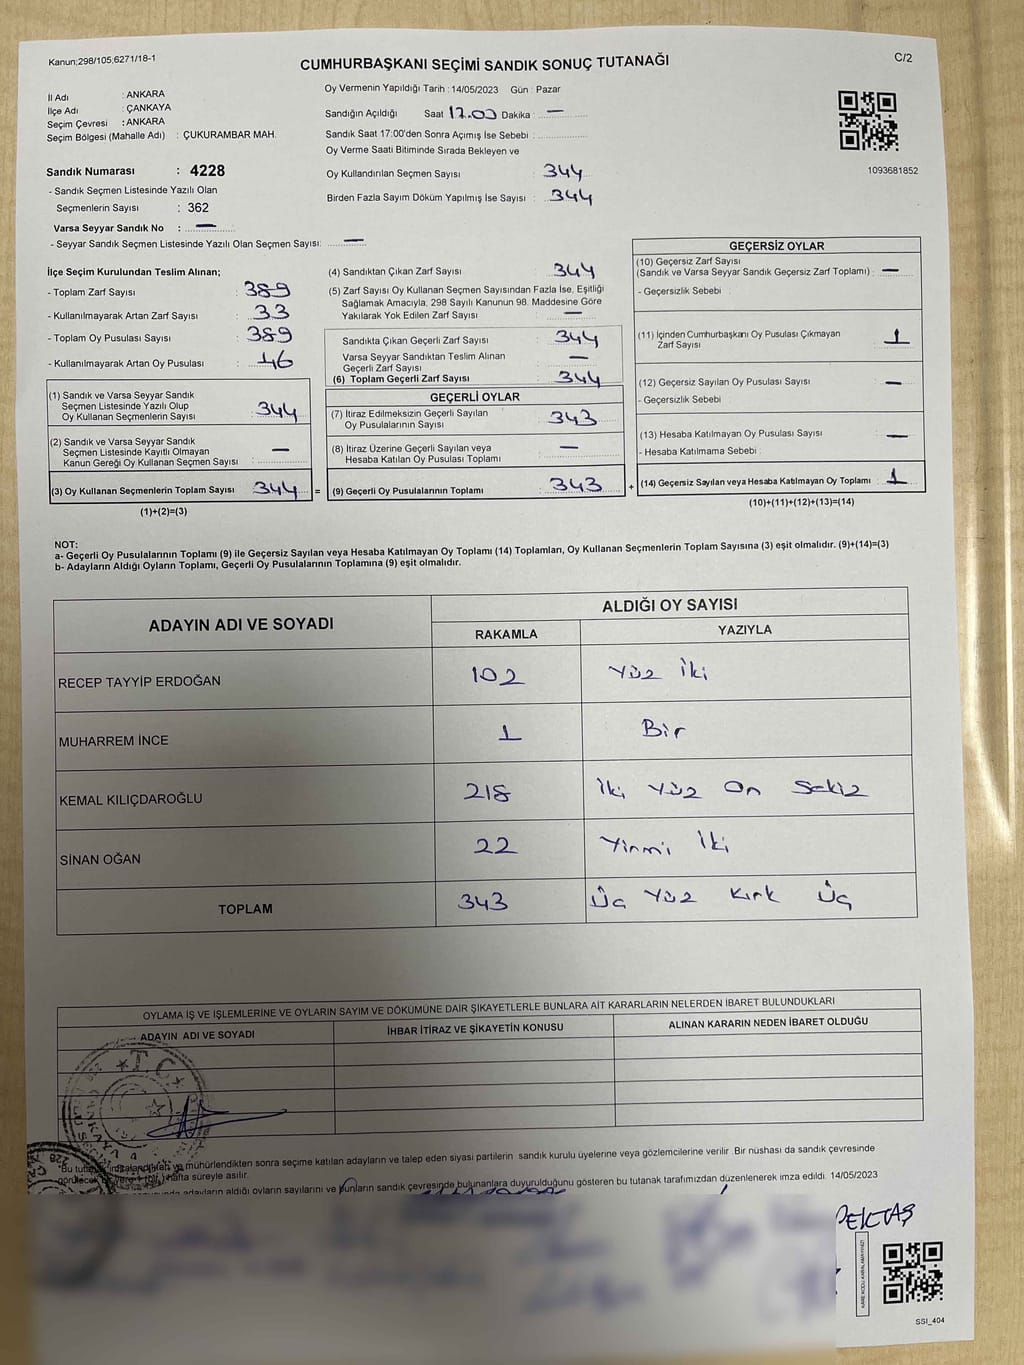 Kanun;298/105;6271/18-1
CUMHURBAŞKANI SEÇİMİ SANDIK SONUÇ TUTANAĞI
C/2
İl Adı : ANKARA
İlçe Adı : ÇANKAYA
Seçim Çevresi : ANKARA
Seçim Bölgesi (Mahalle Adı) : ÇUKURAMBAR MAH.
Sandık Numarası : 4228
- Sandık Seçmen Listesinde Yazılı Olan
Seçmenlerin Sayısı : 362
Varsa Seyyar Sandık No : —
- Seyyar Sandık Seçmen Listesinde Yazılı Olan Seçmen Sayısı: —
Oy Vermenin Yapıldığı Tarih : 14/05/2023 Gün : Pazar
Sandığın Açıldığı Saat 17.00 Dakika : —
Sandık Saat 17:00'den Sonra Açımış İse Sebebi :
Oy Verme Saati Bitiminde Sırada Bekleyen ve
Oy Kullandırılan Seçmen Sayısı : 344
Birden Fazla Sayım Döküm Yapılmış İse Sayısı : 344
1093681852
İlçe Seçim Kurulundan Teslim Alınan;
- Toplam Zarf Sayısı : 389
- Kullanılmayarak Artan Zarf Sayısı : 33
- Toplam Oy Pusulası Sayısı : 389
- Kullanılmayarak Artan Oy Pusulası : 46
(1) Sandık ve Varsa Seyyar Sandık
Seçmen Listesinde Yazılı Olup
Oy Kullanan Seçmenlerin Sayısı : 344
(2) Sandık ve Varsa Seyyar Sandık
Seçmen Listesinde Kayıtlı Olmayan
Kanun Gereği Oy Kullanan Seçmen Sayısı : —
(3) Oy Kullanan Seçmenlerin Toplam Sayısı : 344
(1)+(2)=(3)
(4) Sandıktan Çıkan Zarf Sayısı : 344
(5) Zarf Sayısı Oy Kullanan Seçmen Sayısından Fazla İse, Eşitliği
Sağlamak Amacıyla, 298 Sayılı Kanunun 98. Maddesine Göre
Yakılarak Yok Edilen Zarf Sayısı : —
Sandıkta Çıkan Geçerli Zarf Sayısı : 344
Varsa Seyyar Sandıktan Teslim Alınan
Geçerli Zarf Sayısı : —
(6) Toplam Geçerli Zarf Sayısı : 344
GEÇERLİ OYLAR
(7) İtiraz Edilmeksizin Geçerli Sayılan
Oy Pusulalarının Sayısı : 343
(8) İtiraz Üzerine Geçerli Sayılan veya
Hesaba Katılan Oy Pusulası Toplamı : —
= (9) Geçerli Oy Pusulalarının Toplamı : 343
GEÇERSİZ OYLAR
(10) Geçersiz Zarf Sayısı
(Sandık ve Varsa Seyyar Sandık Geçersiz Zarf Toplamı) : —
- Geçersizlik Sebebi :
(11) İçinden Cumhurbaşkanı Oy Pusulası Çıkmayan
Zarf Sayısı : 1
(12) Geçersiz Sayılan Oy Pusulası Sayısı : —
- Geçersizlik Sebebi :
(13) Hesaba Katılmayan Oy Pusulası Sayısı : —
- Hesaba Katılmama Sebebi :
+ (14) Geçersiz Sayılan veya Hesaba Katılmayan Oy Toplamı : 1
(10)+(11)+(12)+(13)=(14)
NOT:
a- Geçerli Oy Pusulalarının Toplamı (9) ile Geçersiz Sayılan veya Hesaba Katılmayan Oy Toplamı (14) Toplamları, Oy Kullanan Seçmenlerin Toplam Sayısına (3) eşit olmalıdır. (9)+(14)=(3)
b- Adayların Aldığı Oyların Toplamı, Geçerli Oy Pusulalarının Toplamına (9) eşit olmalıdır.
ADAYIN ADI VE SOYADI ALDIĞI OY SAYISI
RAKAMLA YAZIYLA
RECEP TAYYİP ERDOĞAN 102 Yüz İki
MUHARREM İNCE 1 Bir
KEMAL KILIÇDAROĞLU 218 İki Yüz On Sekiz
SİNAN OĞAN 22 Yirmi İki
TOPLAM 343 Üç Yüz Kırk Üç
OYLAMA İŞ VE İŞLEMLERİNE VE OYLARIN SAYIM VE DÖKÜMÜNE DAİR ŞİKAYETLERLE BUNLARA AİT KARARLARIN NELERDEN İBARET BULUNDUKLARI
ADAYIN ADI VE SOYADI İHBAR İTİRAZ VE ŞİKAYETİN KONUSU ALINAN KARARIN NEDEN İBARET OLDUĞU
T.C
Bu imzalandıktan ve mühürlendikten sonra seçime katılan adayların ve talep eden siyasi partilerin sandık kurulu üyelerine veya gözlemcilerine verilir .Bir nüshası da sandık çevresinde
hafta süreyle asılır.
adayların aldığı oyların sayılarını ve bunların sandık çevresinde bulunanlara duyurulduğunu gösteren bu tutanak tarafımızdan düzenlenerek imza edildi. 14/05/2023
SSI_404